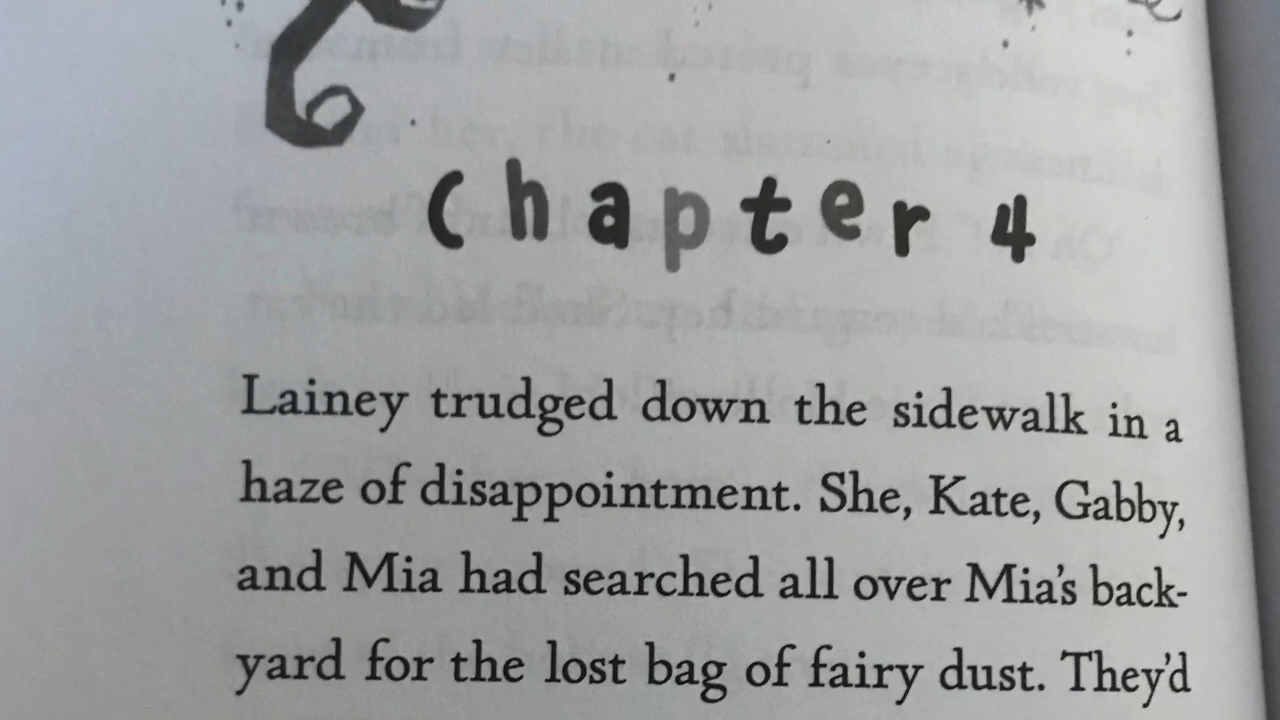 chapter 4
Lainey trudged down the sidewalk in a
haze of disappointment. She, Kate, Gabby,
and Mia had searched all over Mia's back-
yard for the lost bag of fairy dust. They'd